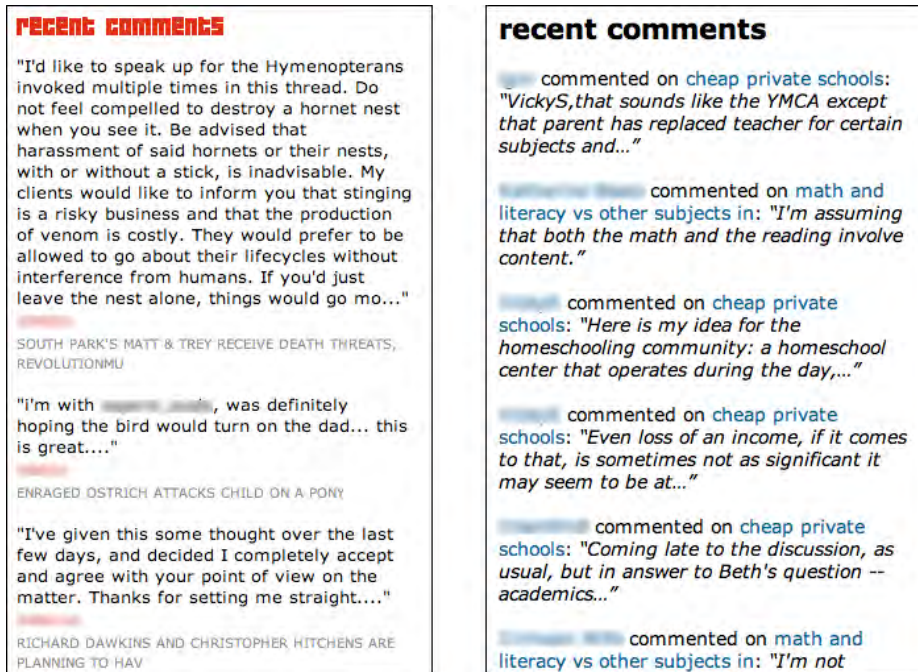 recent comments
"I'd like to speak up for the Hymenopterans
invoked multiple times in this thread. Do
not feel compelled to destroy a hornet nest
when you see it. Be advised that
harassment of said hornets or their nests,
with or without a stick, is inadvisable. My
clients would like to inform you that stinging
is a risky business and that the production
of venom is costly. They would prefer to be
allowed to go about their lifecycles without
interference from humans. If you'd just
leave the nest alone, things would go mo..."
SOUTH PARK'S MATT & TREY RECEIVE DEATH THREATS,
REVOLUTIONMU
"i'm with , was definitely
hoping the bird would turn on the dad... this
is great...."
ENRAGED OSTRICH ATTACKS CHILD ON A PONY
"I've given this some thought over the last
few days, and decided I completely accept
and agree with your point of view on the
matter. Thanks for setting me straight...."
RICHARD DAWKINS AND CHRISTOPHER HITCHENS ARE
PLANNING TO HAV
recent comments
commented on cheap private schools:
"VickyS,that sounds like the YMCA except
that parent has replaced teacher for certain
subjects and…"
commented on math and
literacy vs other subjects in: "I'm assuming
that both the math and the reading involve
content."
commented on cheap private
schools: "Here is my idea for the
homeschooling community: a homeschool
center that operates during the day,…"
commented on cheap private
schools: "Even loss of an income, if it comes
to that, is sometimes not as significant it
may seem to be at…"
commented on cheap private
schools: "Coming late to the discussion, as
usual, but in answer to Beth's question --
academics…"
commented on math and
literacy vs other subjects in: "I'm not